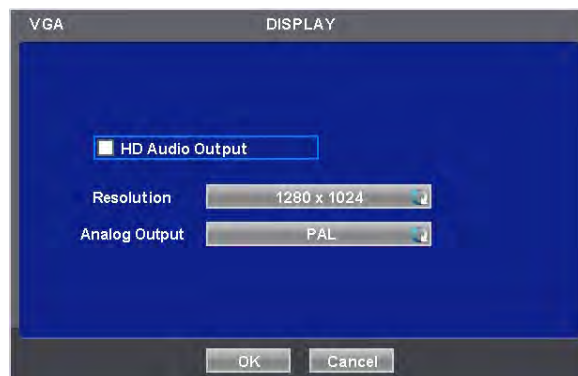 VGA DISPLAY
HD Audio Output
Resolution 1280 x 1024
Analog Output PAL
OK Cancel